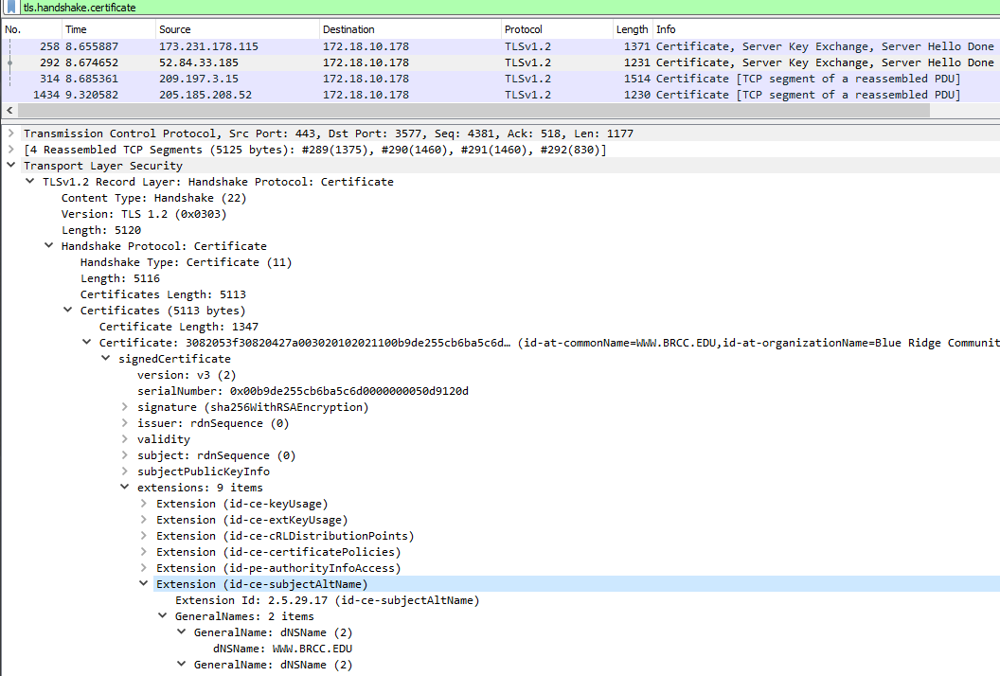 tls.handshake.certificate
No. Time Source Destination Protocol Length Info
258 8.655887 173.231.178.115 172.18.10.178 TLSv1.2 1371 Certificate, Server Key Exchange, Server Hello Done
292 8.674652 52.84.33.185 172.18.10.178 TLSv1.2 1231 Certificate, Server Key Exchange, Server Hello Done
314 8.685361 209.197.3.15 172.18.10.178 TLSv1.2 1514 Certificate [TCP segment of a reassembled PDU]
1434 9.320582 205.185.208.52 172.18.10.178 TLSv1.2 1230 Certificate [TCP segment of a reassembled PDU]
Transmission Control Protocol, Src Port: 443, Dst Port: 3577, Seq: 4381, Ack: 518, Len: 1177
[4 Reassembled TCP Segments (5125 bytes): #289(1375), #290(1460), #291(1460), #292(830)]
Transport Layer Security
TLSv1.2 Record Layer: Handshake Protocol: Certificate
Content Type: Handshake (22)
Version: TLS 1.2 (0x0303)
Length: 5120
Handshake Protocol: Certificate
Handshake Type: Certificate (11)
Length: 5116
Certificates Length: 5113
Certificates (5113 bytes)
Certificate Length: 1347
Certificate: 3082053f30820427a003020102021100b9de255cb6ba5c6d… (id-at-commonName=WWW.BRCC.EDU,id-at-organizationName=Blue Ridge Communit
signedCertificate
version: v3 (2)
serialNumber: 0x00b9de255cb6ba5c6d0000000050d9120d
signature (sha256WithRSAEncryption)
issuer: rdnSequence (0)
validity
subject: rdnSequence (0)
subjectPublicKeyInfo
extensions: 9 items
Extension (id-ce-keyUsage)
Extension (id-ce-extKeyUsage)
Extension (id-ce-cRLDistributionPoints)
Extension (id-ce-certificatePolicies)
Extension (id-pe-authorityInfoAccess)
Extension (id-ce-subjectAltName)
Extension Id: 2.5.29.17 (id-ce-subjectAltName)
GeneralNames: 2 items
GeneralName: dNSName (2)
dNSName: WWW.BRCC.EDU
GeneralName: dNSName (2)